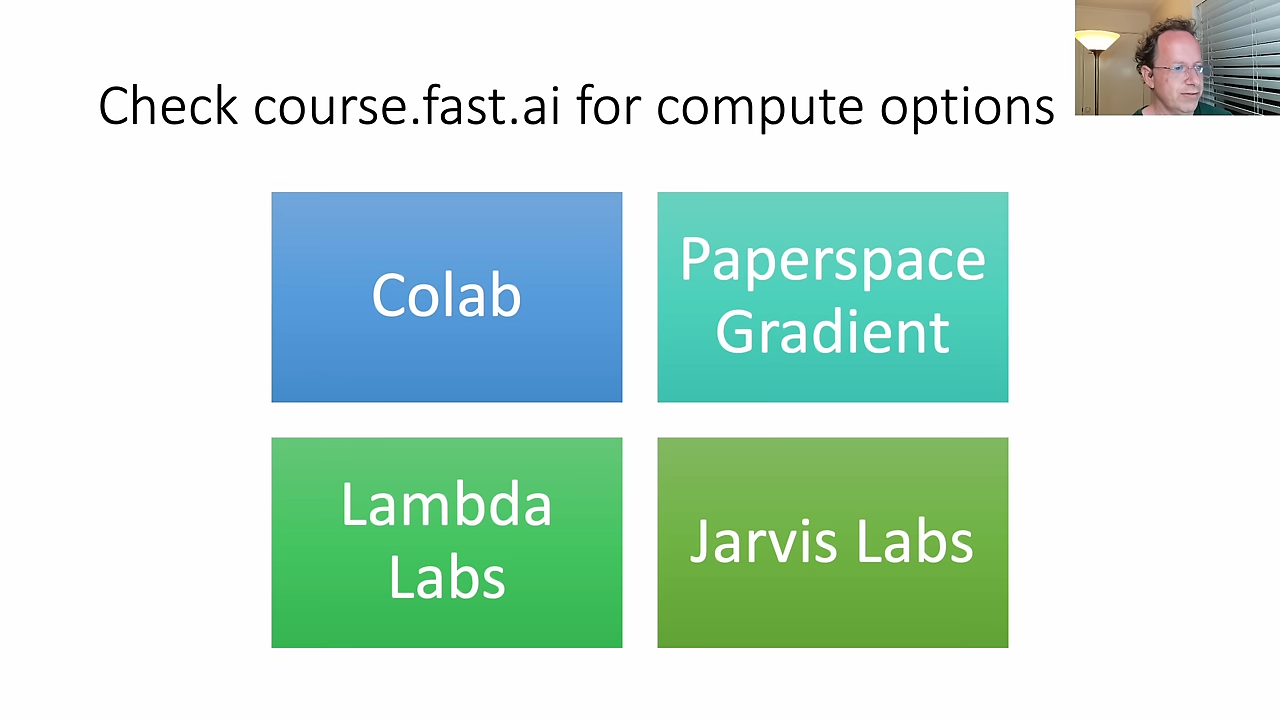 Check course.fast.ai for compute options
Colab
Paperspace
Gradient
Lambda
Labs
Jarvis Labs